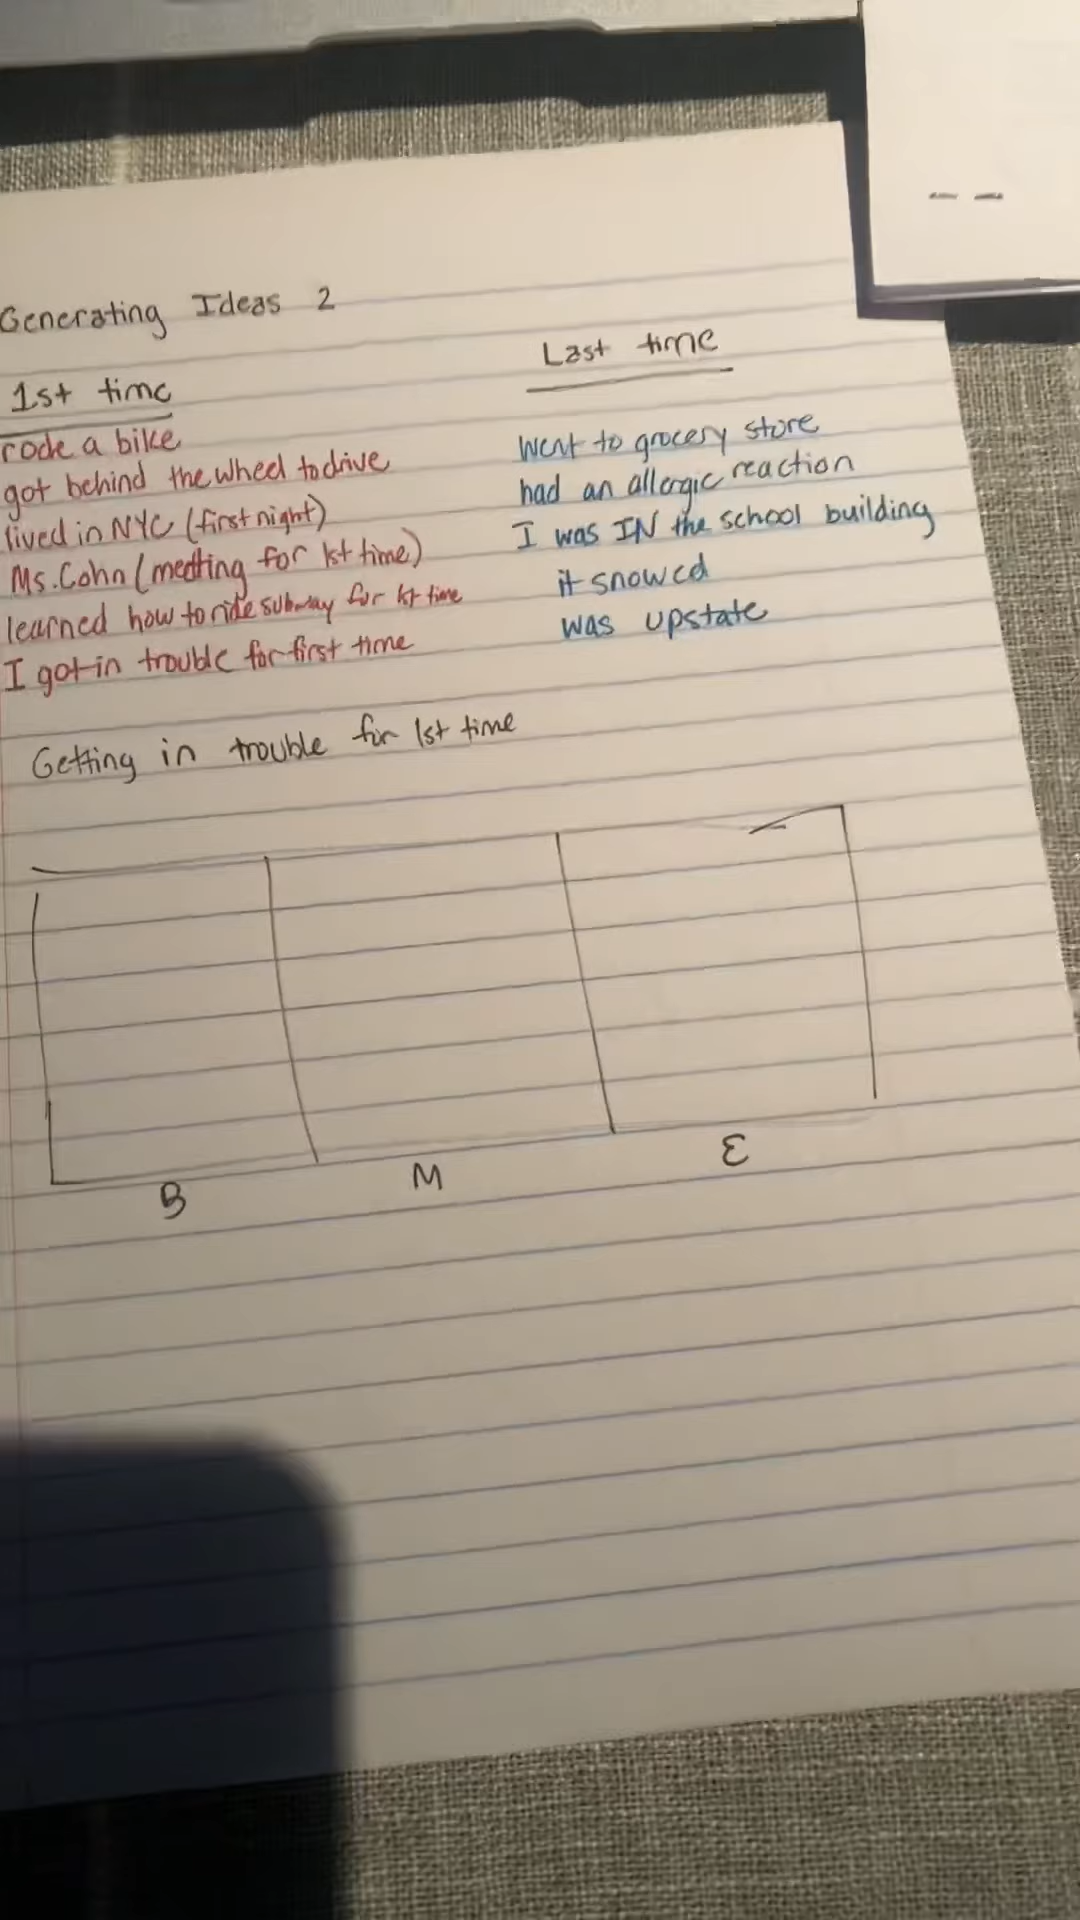 Generating Ideas 2
1st time
rode a bike
got behind the wheel to drive
lived in NYC (first night)
Ms. Cohn (meeting for 1st time)
learned how to ride subway for 1st time
I got in trouble for first time
Last time
Went to grocery store
had an allergic reaction
I was IN the school building
it snowed
was upstate
Getting in trouble for 1st time
B M E